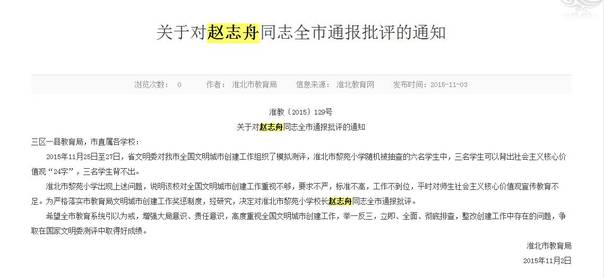 关于对赵志舟同志全市通报批评的通知
浏览次数： 0 作者： 淮北市教育局 信息来源： 淮北教育网 发布时间：2015-11-03
淮教〔2015〕129号
关于对赵志舟同志全市通报批评的通知
三区一县教育局，市直属各学校：
2015年11月25日至27日，省文明委对我市全国文明城市创建工作组织了模拟测评，淮北市黎苑小学随机被抽查的六名学生中，三名学生可以背出社会主义核心价
值观“24字”，三名学生背不出。
淮北市黎苑小学出现上述问题，说明该校对全国文明城市创建工作重视不够，要求不严，标准不高，工作不到位，平时对师生社会主义核心价值观宣传教育不
足。为严格落实市教育局文明城市创建工作奖惩制度，经研究，决定对淮北市黎苑小学校长赵志舟同志全市通报批评。
希望全市教育系统引以为戒，增强大局意识、责任意识，高度重视全国文明城市创建工作，举一反三，立即、全面、彻底排查，整改创建工作中存在的问题，争
取在国家文明委测评中取得好成绩。
淮北市教育局
2015年11月2日